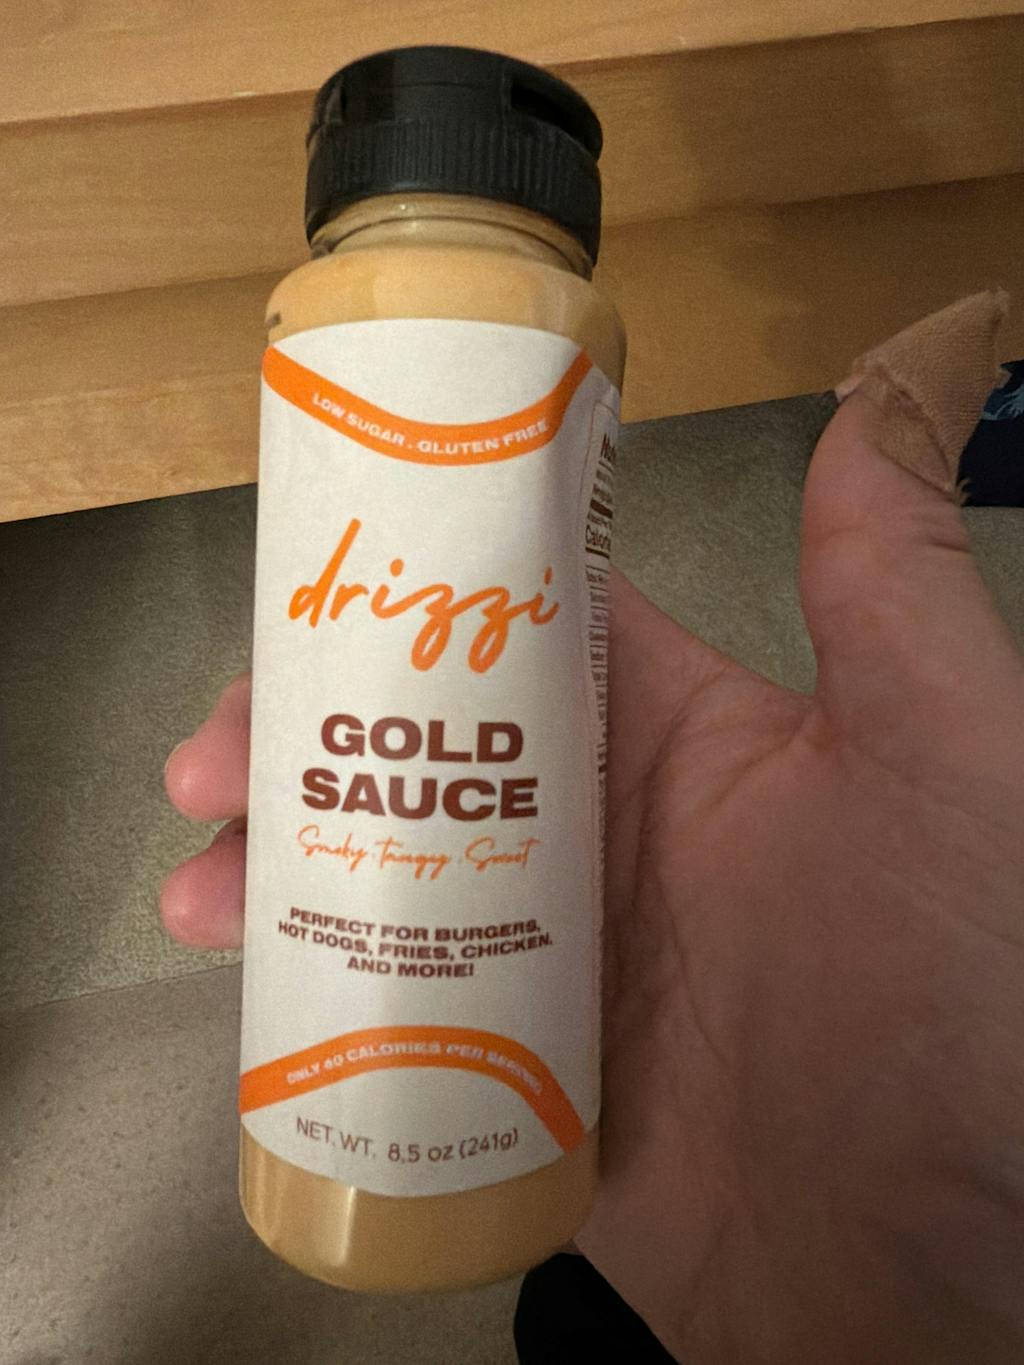 LOW SUGAR . GLUTEN FREE
drizzi
GOLD
SAUCE
Smoky . Tangy . Sweet
PERFECT FOR BURGERS,
HOT DOGS, FRIES, CHICKEN,
AND MORE!
ONLY 60 CALORIES PER SERVING
NET. WT. 8.5 oz (241g)